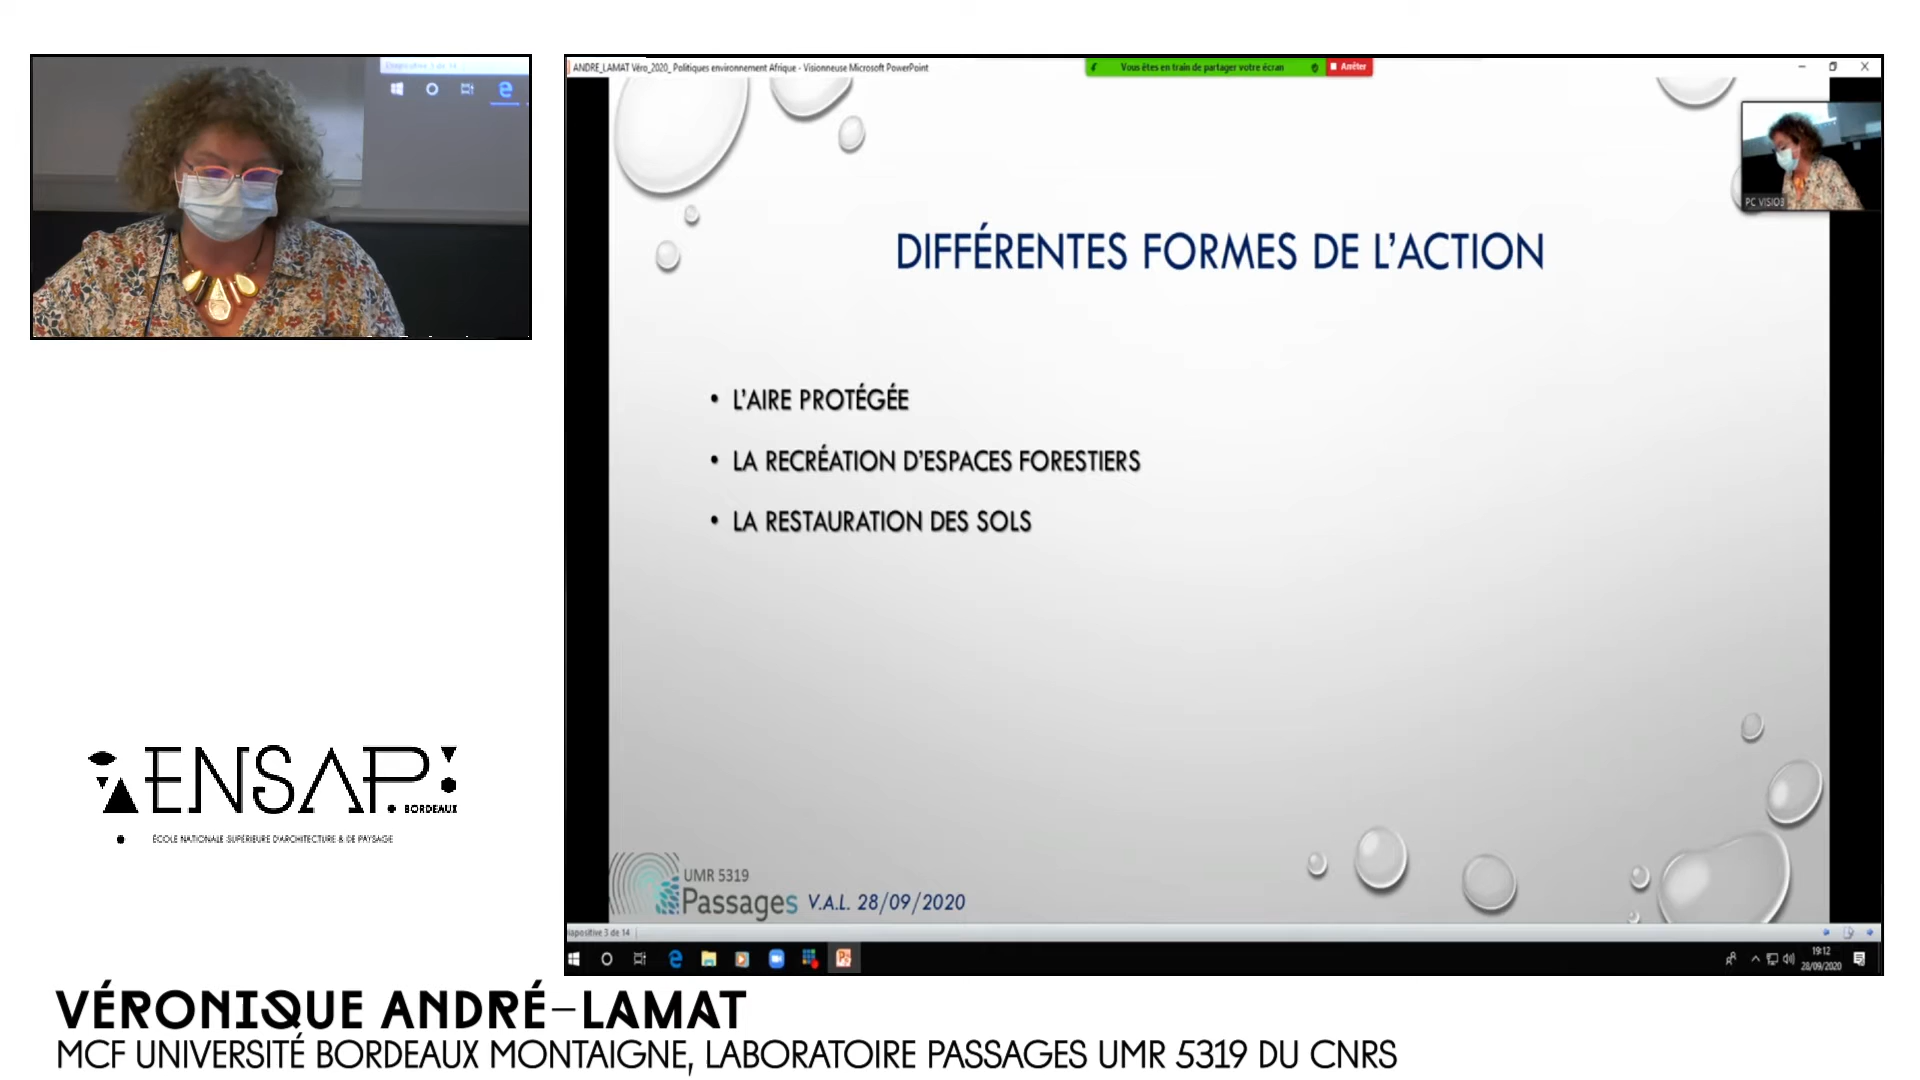 ANDRE_LAMAT Véro_2020_ Politiques environnement Afrique - Visionneuse Microsoft PowerPoint
Vous êtes en train de partager votre écran
Arrêter
PC VISIO3
DIFFÉRENTES FORMES DE L'ACTION
• L'AIRE PROTÉGÉE
• LA RECRÉATION D'ESPACES FORESTIERS
• LA RESTAURATION DES SOLS
UMR 5319
Passages V.A.L. 28/09/2020
iapositive 3 de 14
19:12
28/09/2020
ENSAP
BORDEAUX
ÉCOLE NATIONALE SUPÉRIEURE D'ARCHITECTURE & DE PAYSAGE
VÉRONIQUE ANDRÉ–LAMAT
MCF UNIVERSITÉ BORDEAUX MONTAIGNE, LABORATOIRE PASSAGES UMR 5319 DU CNRS